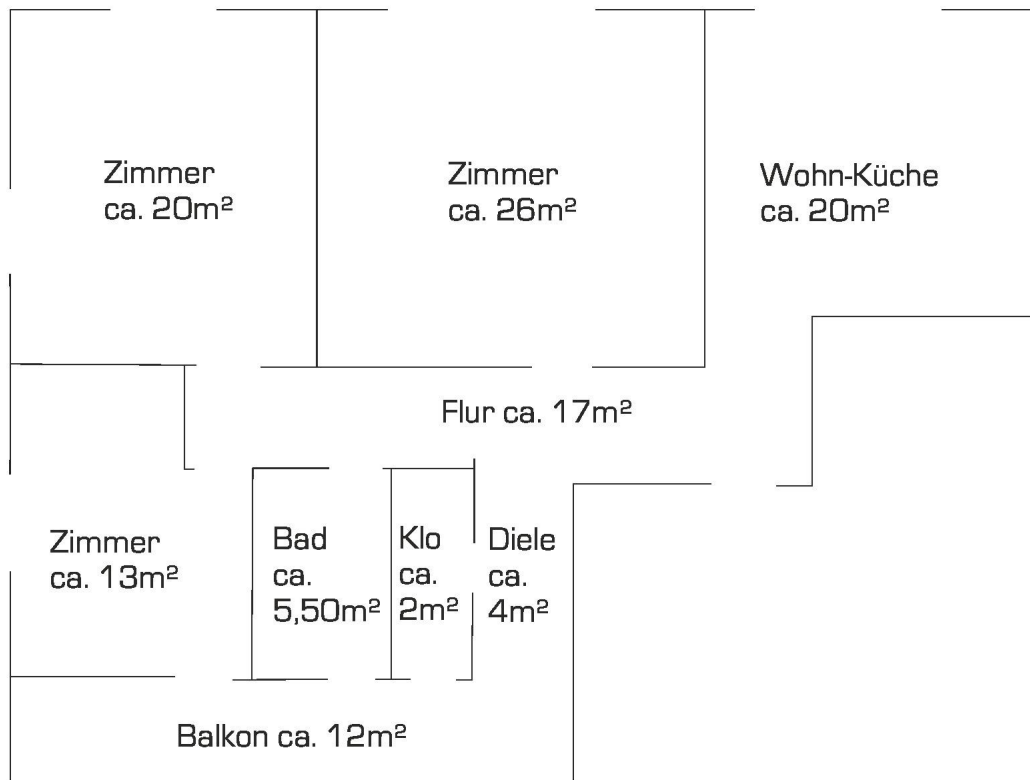 Zimmer
ca. 20m²
Zimmer
ca. 26m²
Wohn-Küche
ca. 20m²
Flur ca. 17m²
Zimmer
ca. 13m²
Bad
ca.
5,50m²
Klo
ca.
2m²
Diele
ca.
4m²
Balkon ca. 12m²